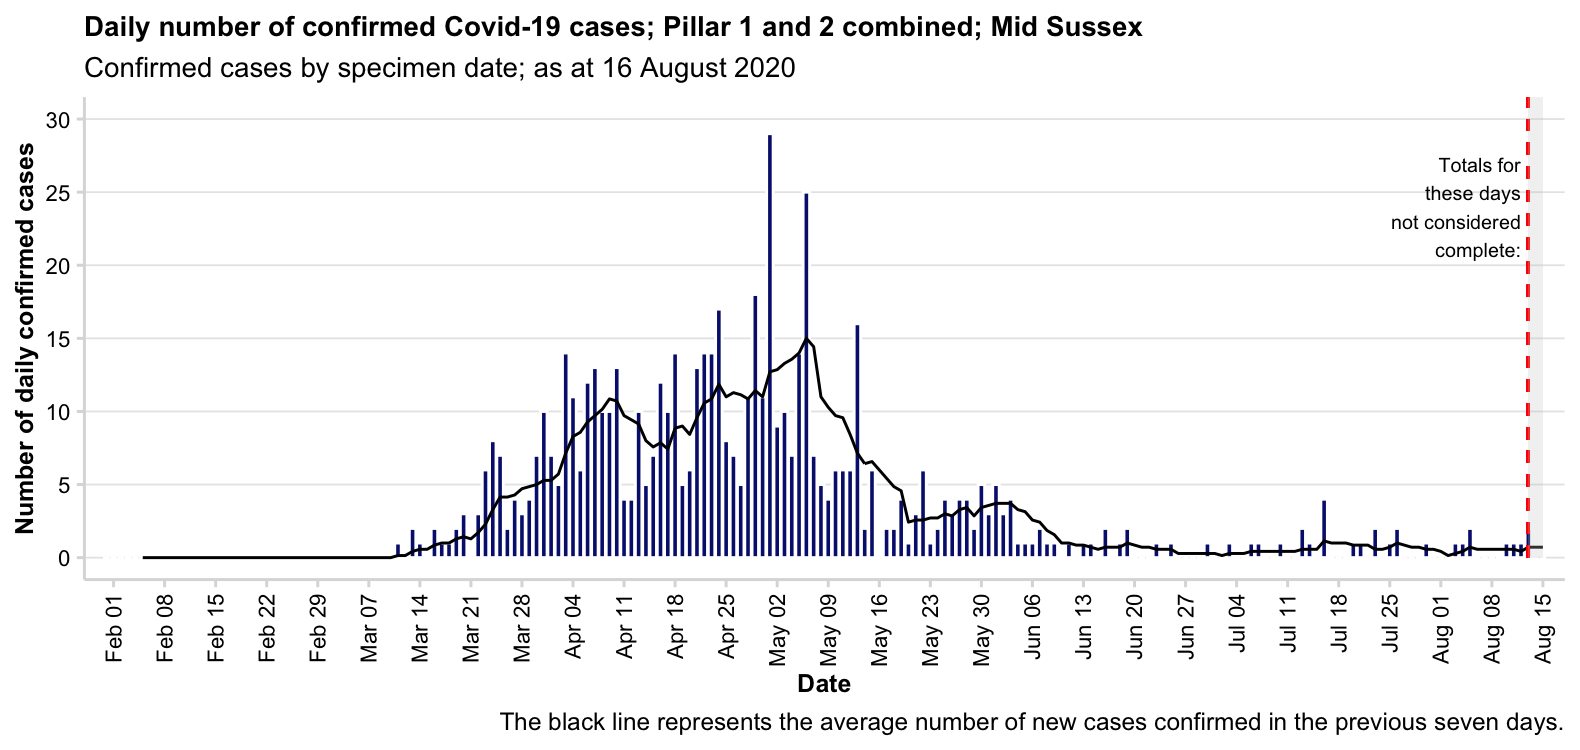 Daily number of confirmed Covid-19 cases; Pillar 1 and 2 combined; Mid Sussex
Confirmed cases by specimen date; as at 16 August 2020
Number of daily confirmed cases
30
25
20
15
10
5
0
Totals for
these days
not considered
complete:
Feb 01
Feb 08
Feb 15
Feb 22
Feb 29
Mar 07
Mar 14
Mar 21
Mar 28
Apr 04
Apr 11
Apr 18
Apr 25
May 02
May 09
May 16
May 23
May 30
Jun 06
Jun 13
Jun 20
Jun 27
Jul 04
Jul 11
Jul 18
Jul 25
Aug 01
Aug 08
Aug 15
Date
The black line represents the average number of new cases confirmed in the previous seven days.